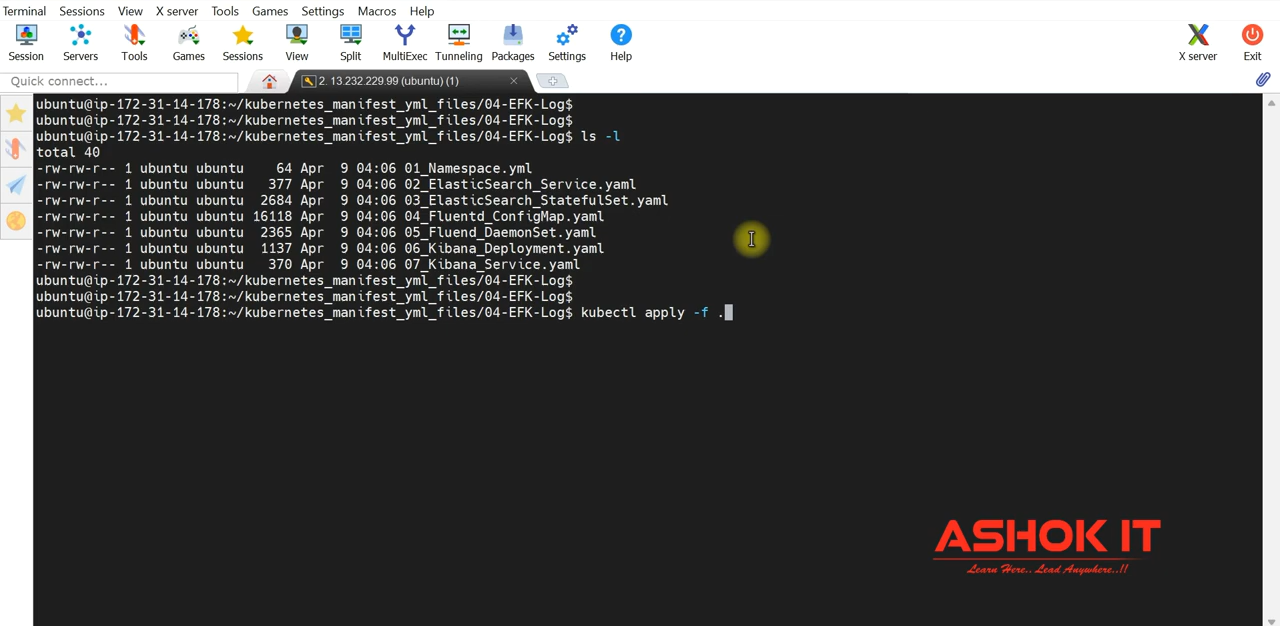 Terminal Sessions View X server Tools Games Settings Macros Help
Session Servers Tools Games Sessions View Split MultiExec Tunneling Packages Settings Help X server Exit
Quick connect... 2. 13.232.229.99 (ubuntu) (1)
ubuntu@ip-172-31-14-178:~/kubernetes_manifest_yml_files/04-EFK-Log$
ubuntu@ip-172-31-14-178:~/kubernetes_manifest_yml_files/04-EFK-Log$
ubuntu@ip-172-31-14-178:~/kubernetes_manifest_yml_files/04-EFK-Log$ ls -l
total 40
-rw-rw-r-- 1 ubuntu ubuntu    64 Apr  9 04:06 01_Namespace.yml
-rw-rw-r-- 1 ubuntu ubuntu   377 Apr  9 04:06 02_ElasticSearch_Service.yaml
-rw-rw-r-- 1 ubuntu ubuntu  2684 Apr  9 04:06 03_ElasticSearch_StatefulSet.yaml
-rw-rw-r-- 1 ubuntu ubuntu 16118 Apr  9 04:06 04_Fluentd_ConfigMap.yaml
-rw-rw-r-- 1 ubuntu ubuntu  2365 Apr  9 04:06 05_Fluend_DaemonSet.yaml
-rw-rw-r-- 1 ubuntu ubuntu  1137 Apr  9 04:06 06_Kibana_Deployment.yaml
-rw-rw-r-- 1 ubuntu ubuntu   370 Apr  9 04:06 07_Kibana_Service.yaml
ubuntu@ip-172-31-14-178:~/kubernetes_manifest_yml_files/04-EFK-Log$
ubuntu@ip-172-31-14-178:~/kubernetes_manifest_yml_files/04-EFK-Log$
ubuntu@ip-172-31-14-178:~/kubernetes_manifest_yml_files/04-EFK-Log$ kubectl apply -f .
ASHOK IT
Learn Here.. Lead Anywhere..!!